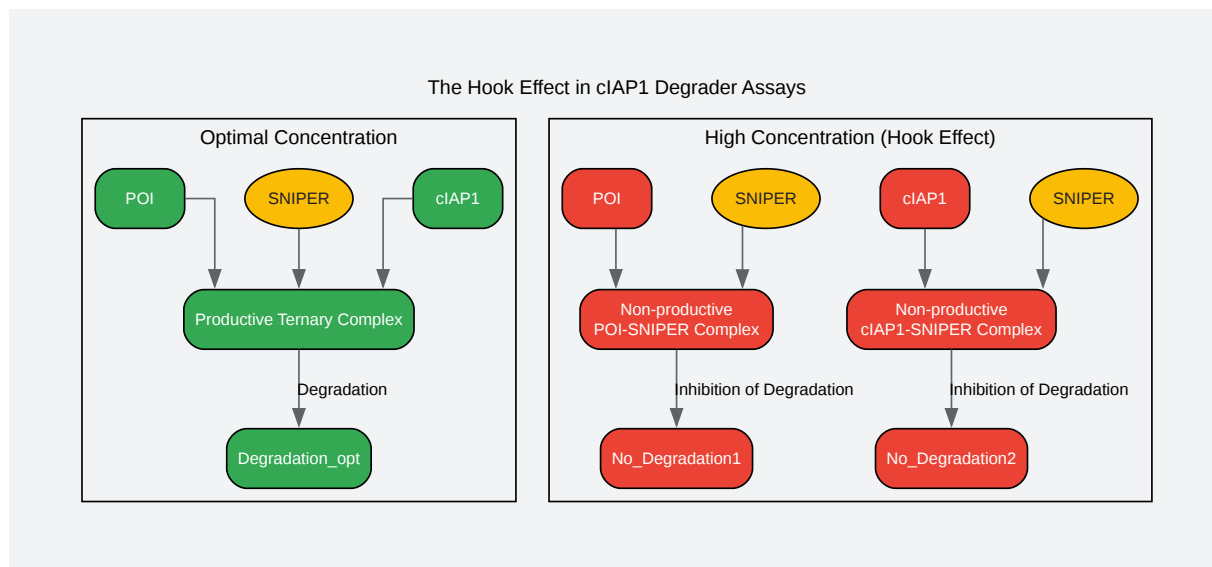 The Hook Effect in cIAP1 Degrader Assays
Optimal Concentration
POI
SNIPER
cIAP1
Productive Ternary Complex
Degradation
Degradation_opt
High Concentration (Hook Effect)
POI
SNIPER
cIAP1
SNIPER
Non-productive
POI-SNIPER Complex
Non-productive
cIAP1-SNIPER Complex
Inhibition of Degradation
Inhibition of Degradation
No_Degradation1
No_Degradation2